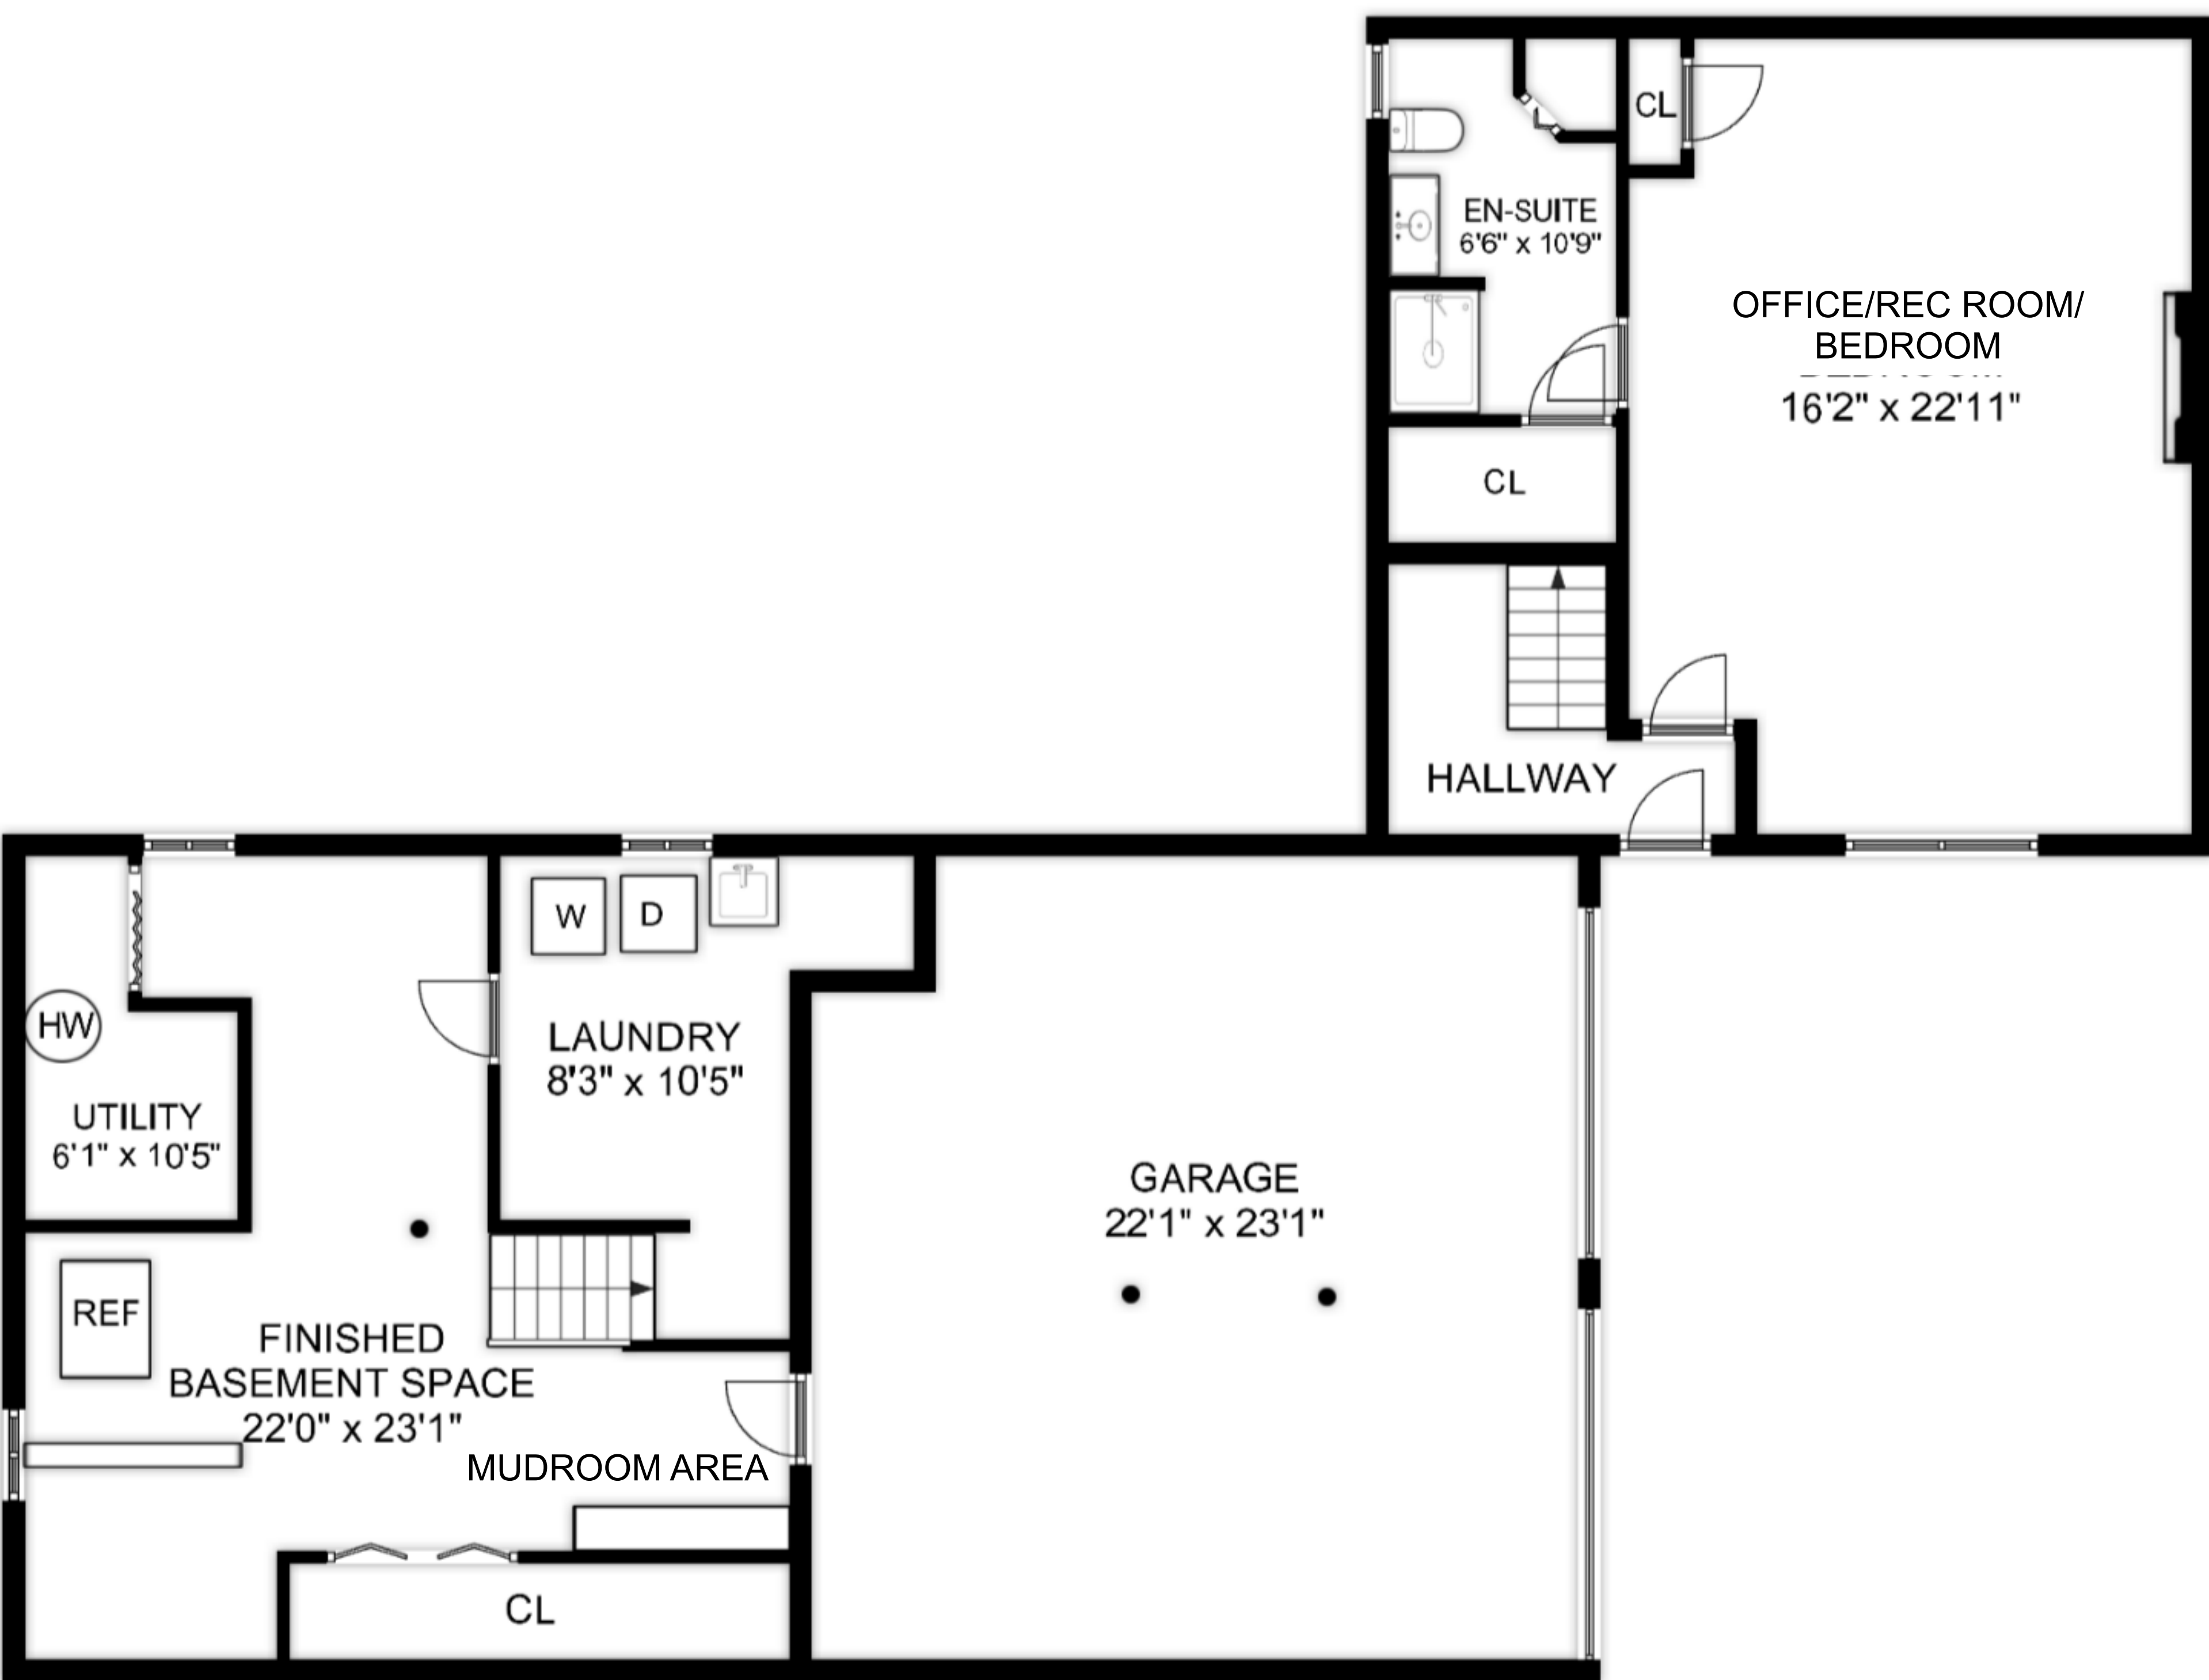 CL
EN-SUITE
6'6" x 10'9"
OFFICE/REC ROOM/
BEDROOM
16'2" x 22'11"
CL
HALLWAY
W
D
HW
LAUNDRY
8'3" x 10'5"
UTILITY
6'1" x 10'5"
GARAGE
22'1" x 23'1"
REF
FINISHED
BASEMENT SPACE
22'0" x 23'1"
MUDROOM AREA
CL